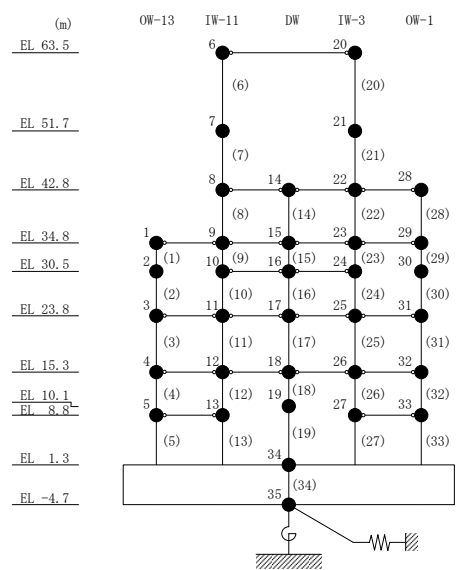 (m) OW-13 IW-11 DW IW-3 OW-1
EL 63.5 6 20
(6) (20)
EL 51.7 7 21
(7) (21)
EL 42.8 8 14 22 28
(8) (14) (22) (28)
EL 34.8 1 9 15 23 29
(1) (9) (15) (23) (29)
EL 30.5 2 10 16 24 30
(2) (10) (16) (24) (30)
EL 23.8 3 11 17 25 31
(3) (11) (17) (25) (31)
EL 15.3 4 12 18 26 32
(4) (12) (18) (26) (32)
EL 10.1 19
EL 8.8 5 13 27 33
(5) (13) (19) (27) (33)
EL 1.3 34
(34)
EL -4.7 35